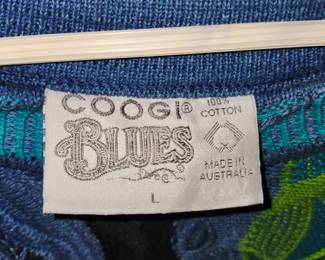 COOGI®
100%
COTTON
BLUES
MADE IN
AUSTRALIA
L